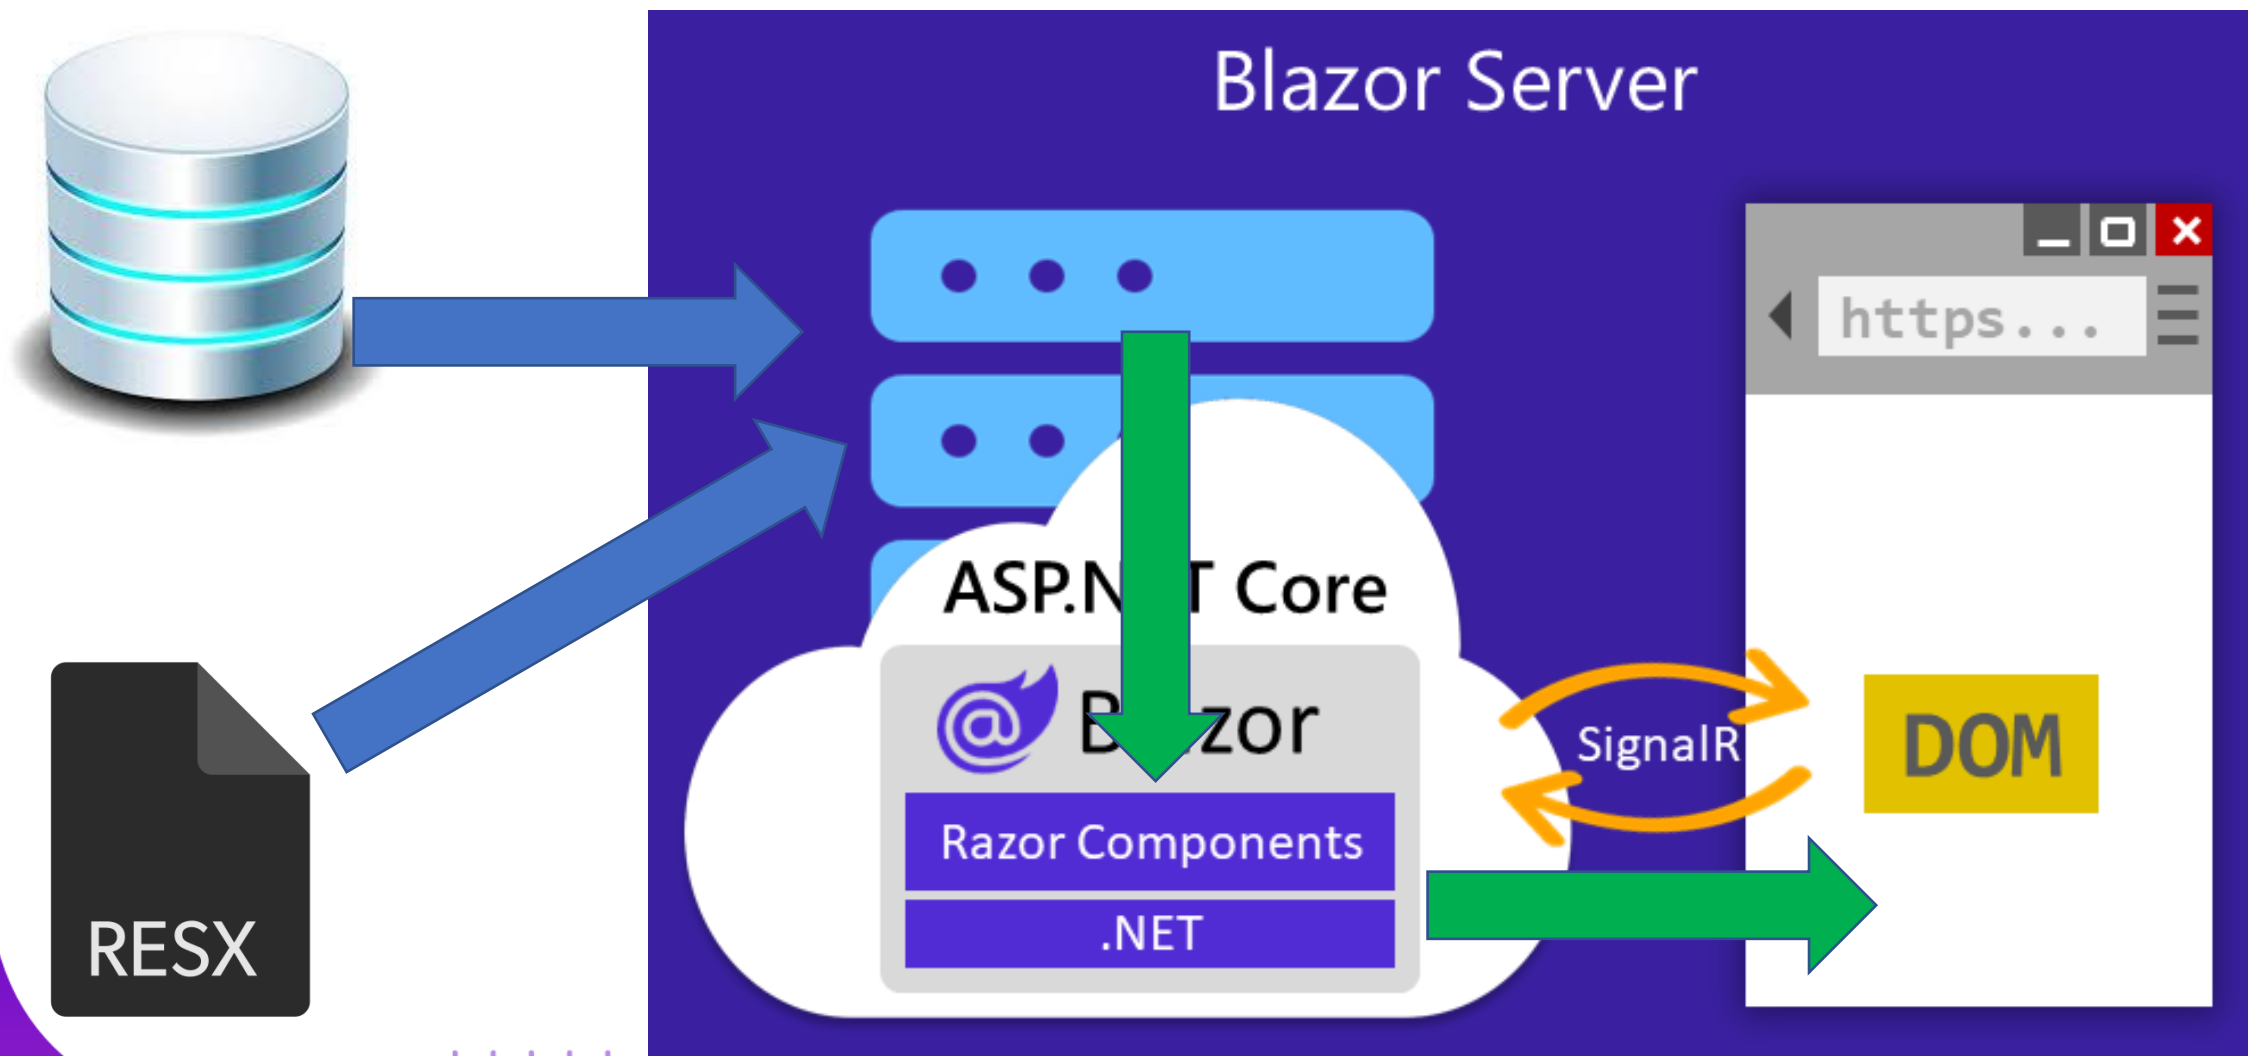 Blazor Server
https...
ASP.N T Core
@ B zor
SignalR
DOM
Razor Components
.NET
RESX